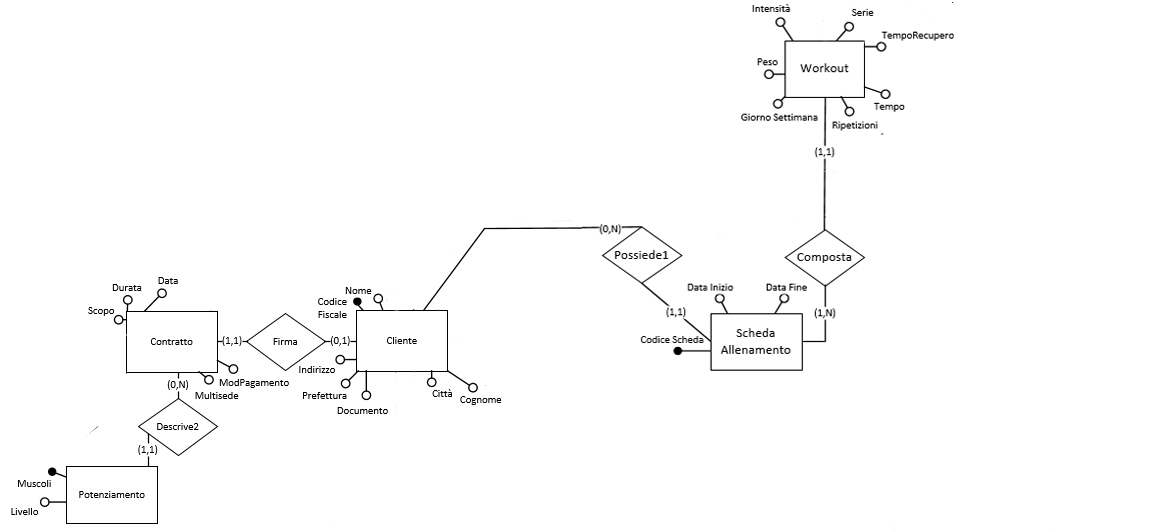 Intensità
Serie
TempoRecupero
Peso
Workout
Giorno Settimana
Tempo
Ripetizioni
(1,1)
(0,N)
Possiede1
Composta
Data Inizio
Data Fine
(1,1)
(1,N)
Codice Scheda
Scheda
Allenamento
Durata
Data
Scopo
Contratto
(1,1)
Firma
(0,1)
Nome
Codice
Fiscale
Cliente
Indirizzo
Prefettura
Documento
Città
Cognome
(0,N)
ModPagamento
Multisede
Descrive2
(1,1)
Muscoli
Livello
Potenziamento